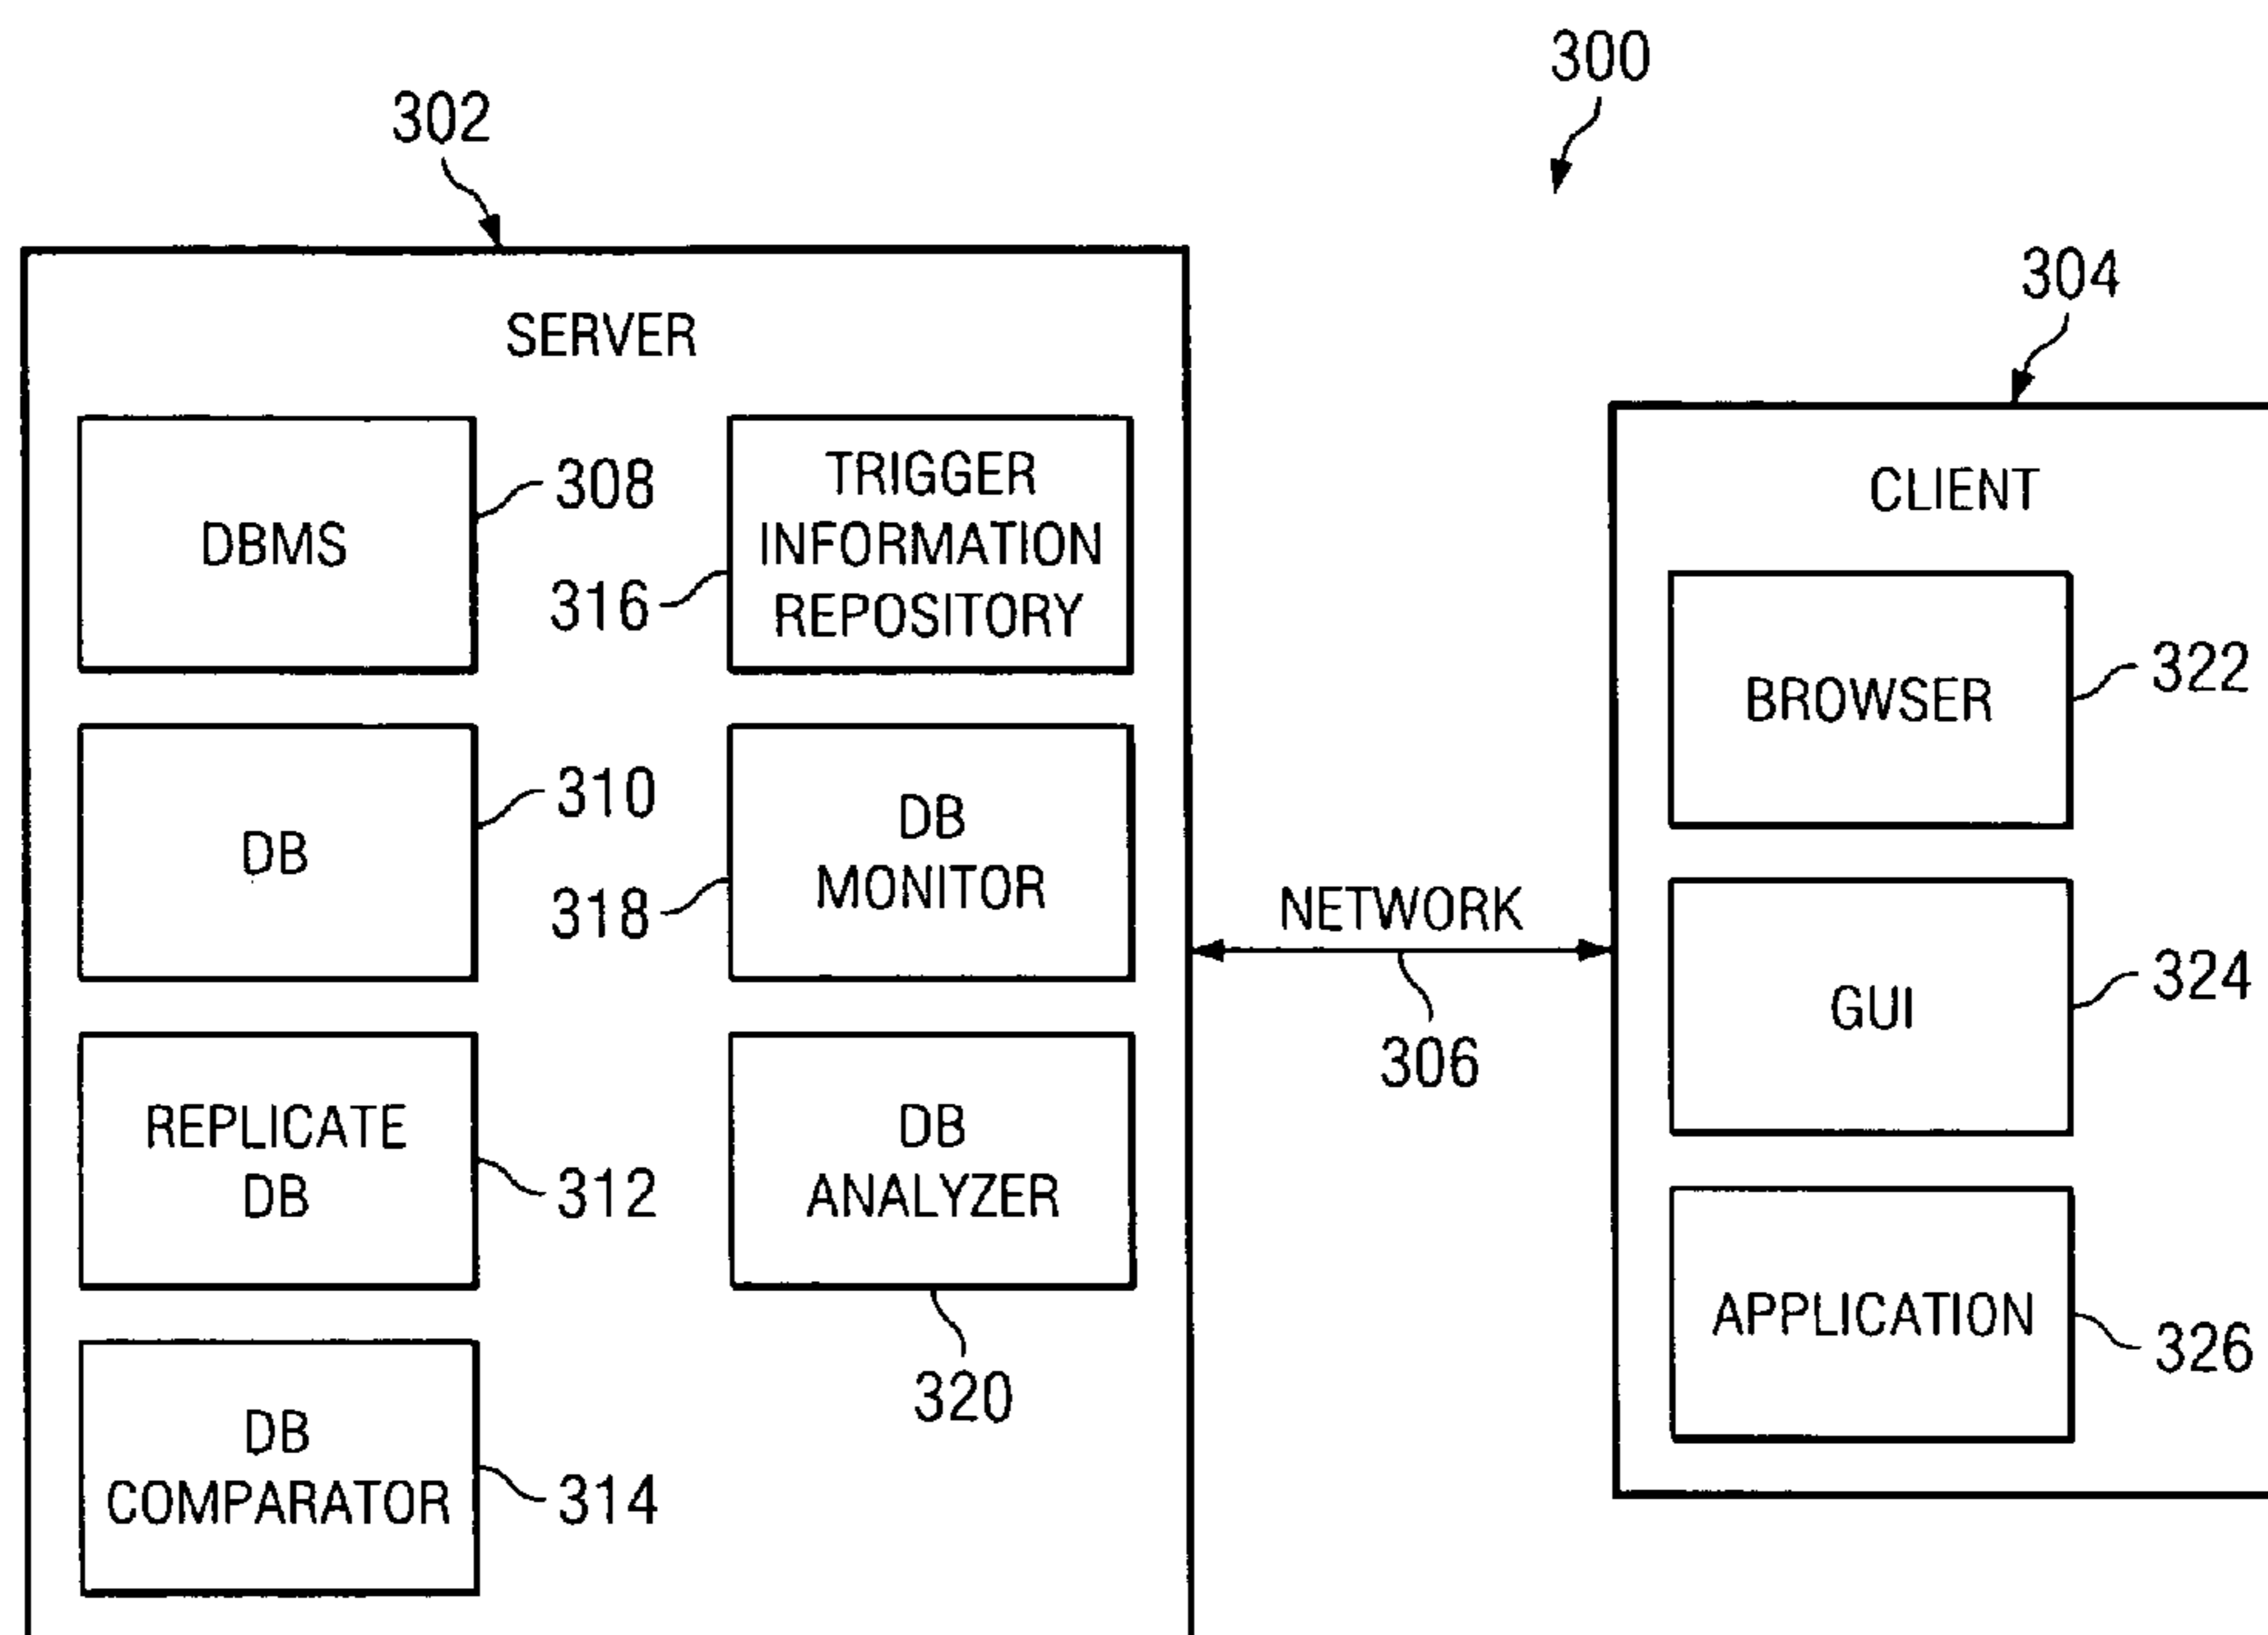 300
302
304
SERVER
CLIENT
DBMS
308
TRIGGER
INFORMATION
REPOSITORY
316
DB
310
DB
MONITOR
318
REPLICATE
DB
312
DB
ANALYZER
320
DB
COMPARATOR
314
NETWORK
306
BROWSER
322
GUI
324
APPLICATION
326